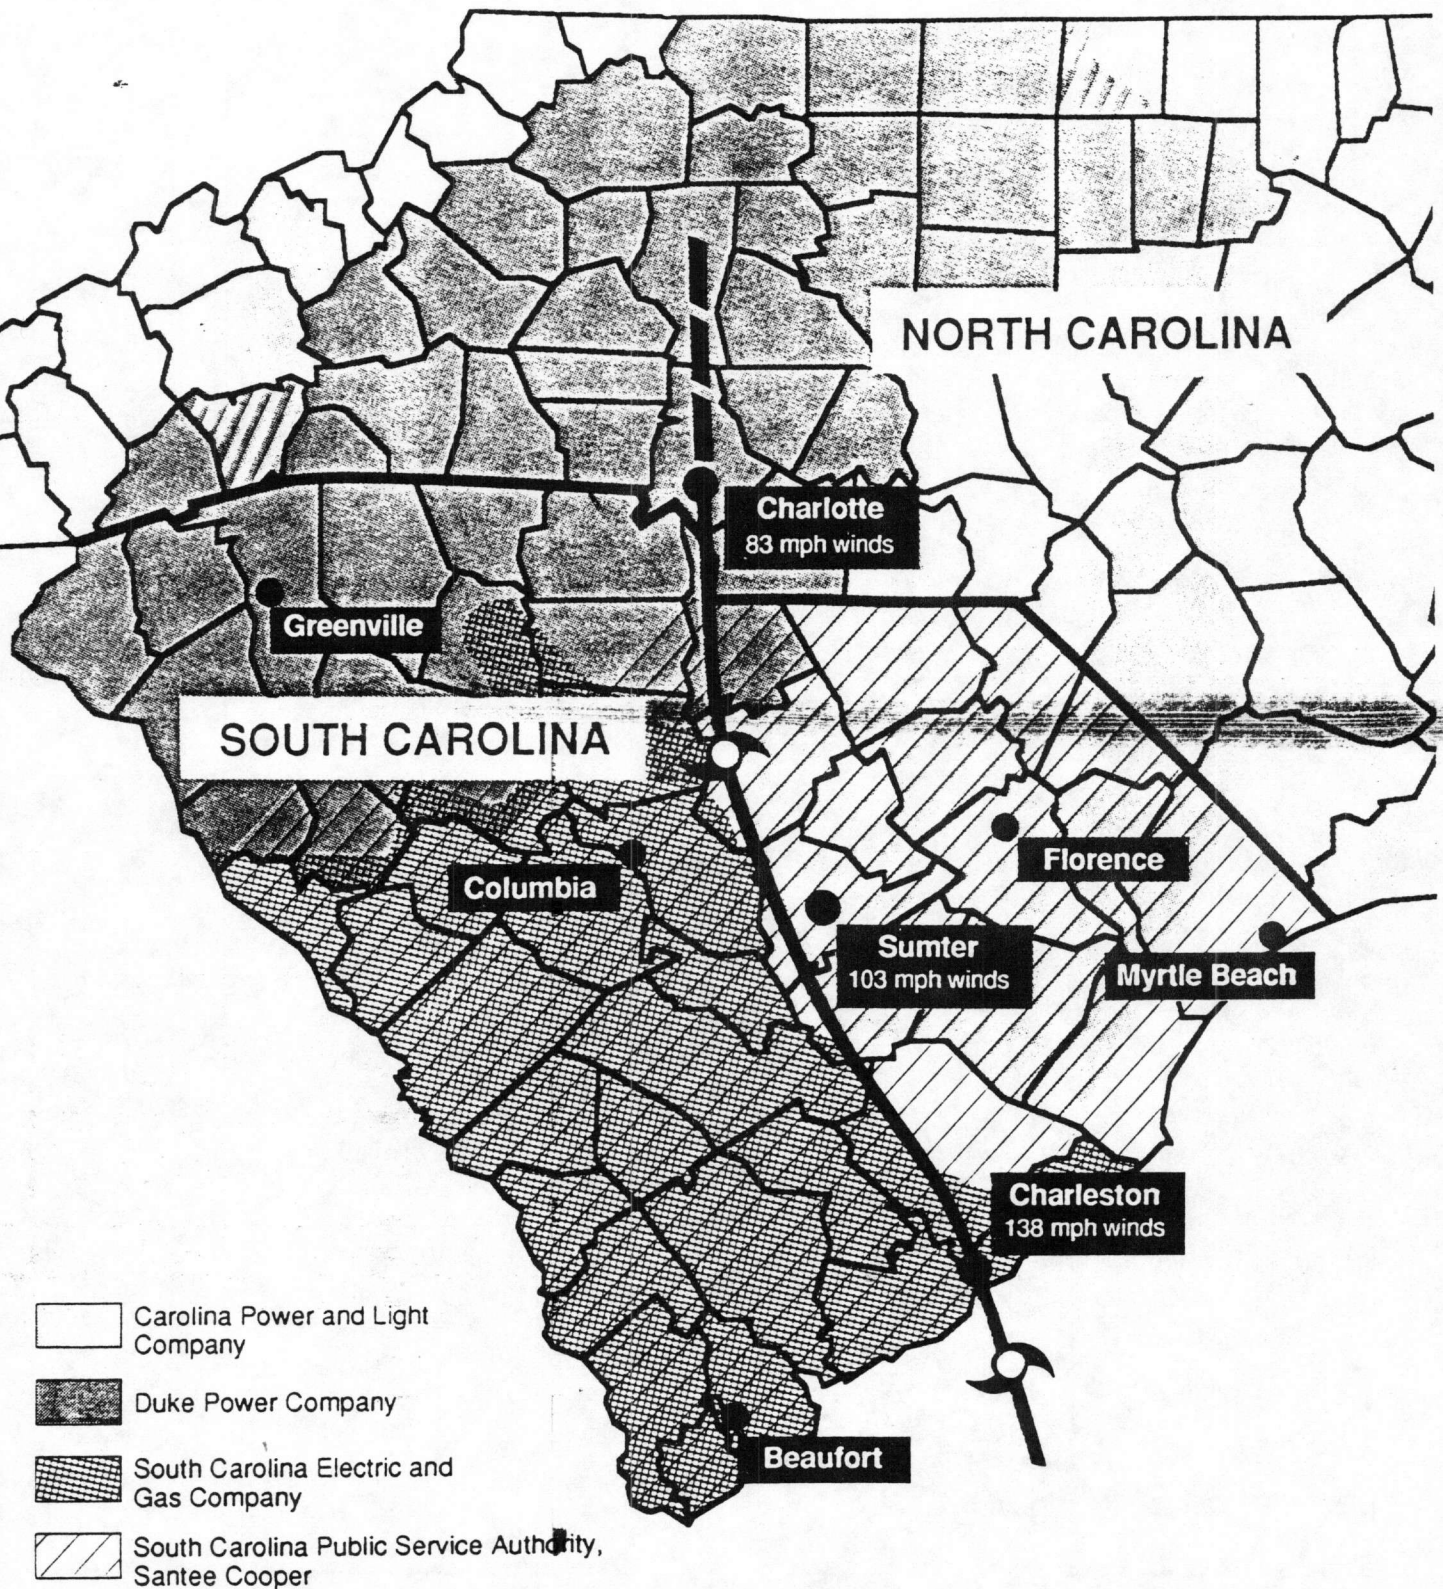 NORTH CAROLINA
Charlotte
83 mph winds
Greenville
SOUTH CAROLINA
Florence
Columbia
Sumter
103 mph winds
Myrtle Beach
Charleston
138 mph winds
Beaufort
Carolina Power and Light
Company
Duke Power Company
South Carolina Electric and
Gas Company
South Carolina Public Service Authority,
Santee Cooper